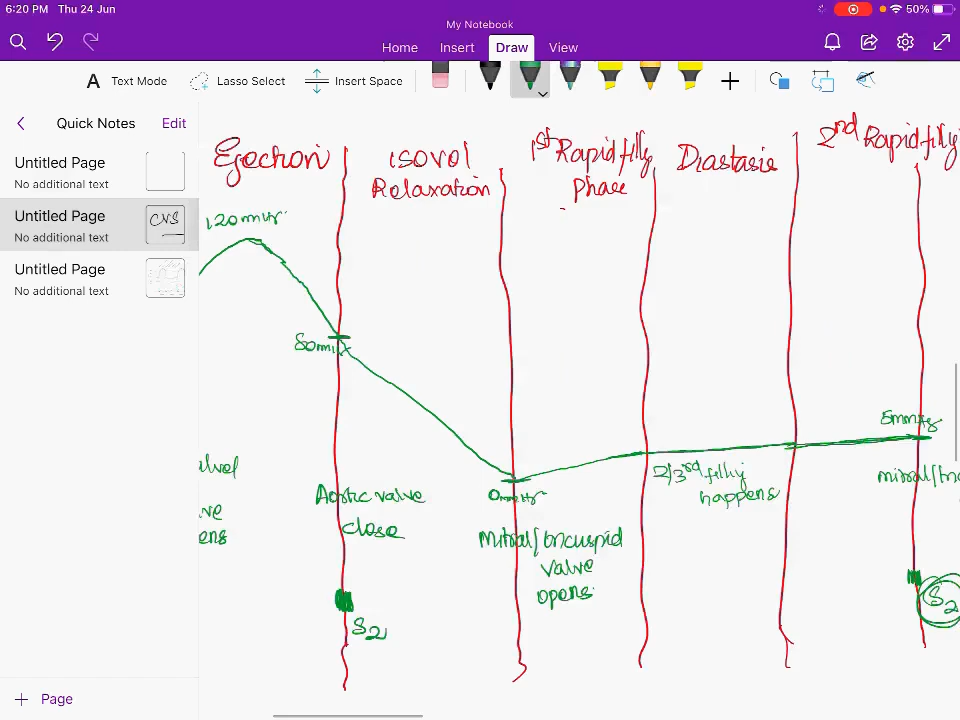 6:20 PM Thu 24 Jun
50%
My Notebook
Home Insert Draw View
Text Mode Lasso Select Insert Space
Quick Notes Edit
Untitled Page
No additional text
Untitled Page
No additional text
CVS
Untitled Page
No additional text
Page
Ejection
isovol
Relaxation
1st Rapid filly
Phase
Diastasis
2nd Rapid filly
120mmHg
80mmHg
0mmHg
5mmHg
Aortic valve
close
S2
Mitral/tricuspid
valve
opens
2/3rd filling
happens
mitral/
S2